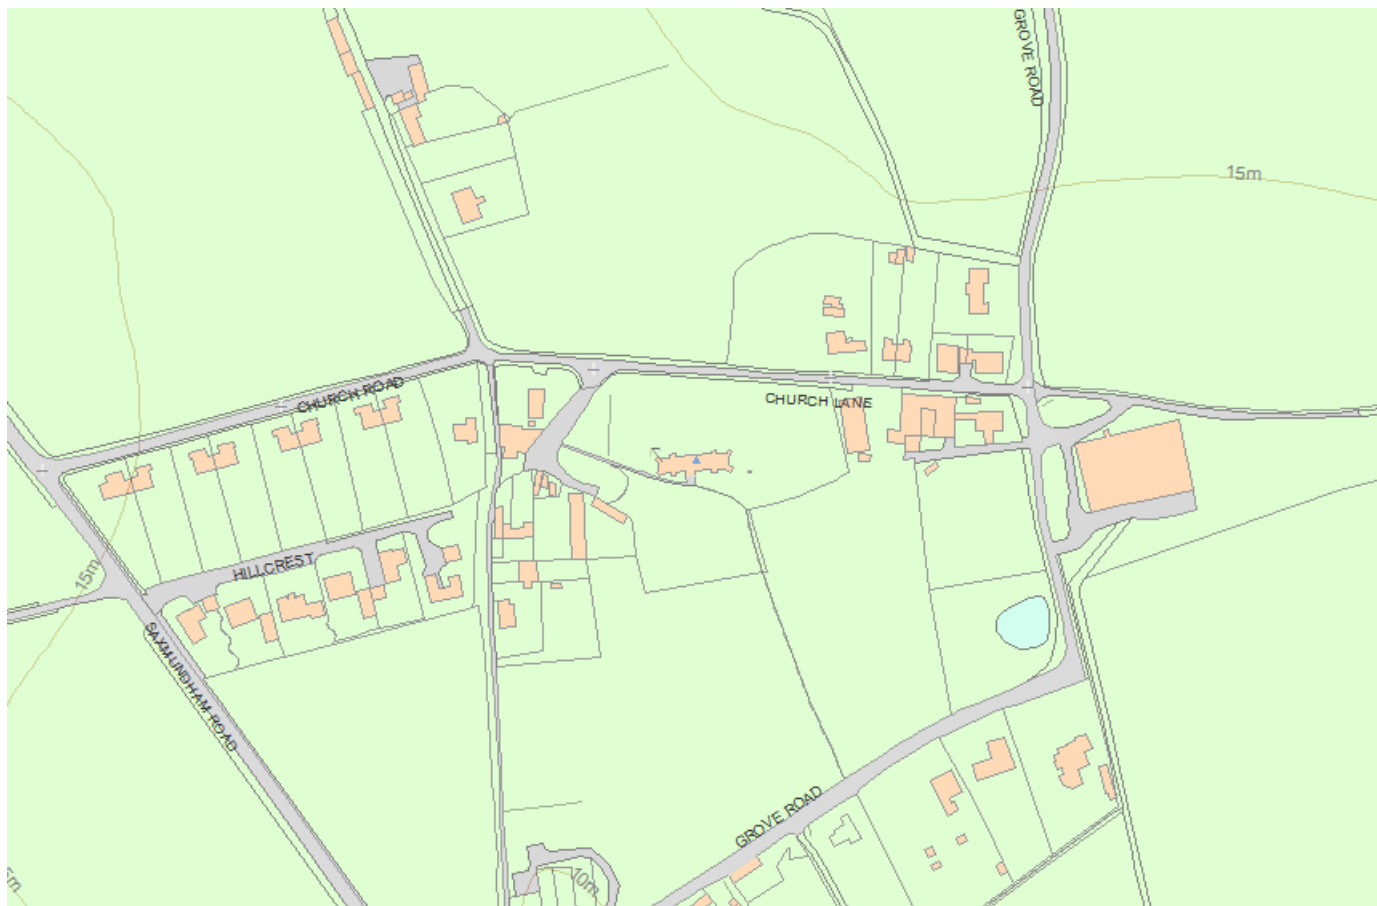 GROVE ROAD
15m
CHURCH ROAD
CHURCH LANE
HILLCREST
15m
SAXMUNDHAM ROAD
GROVE ROAD
10m